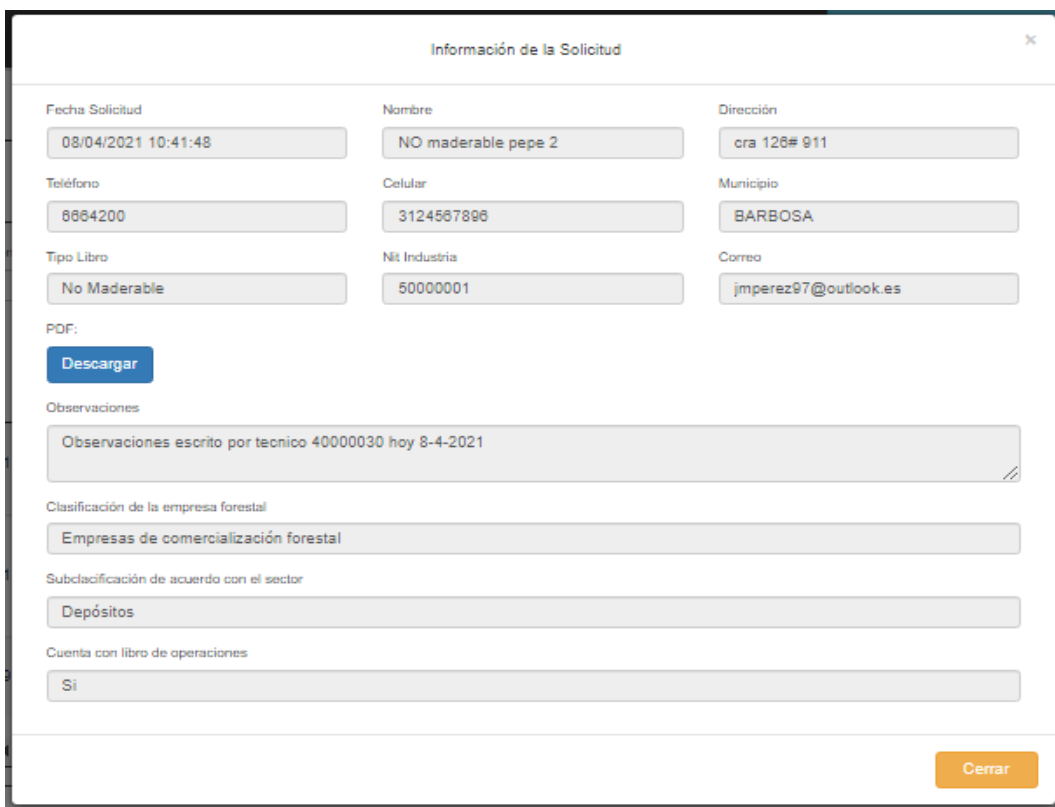 Información de la Solicitud
×
Fecha Solicitud Nombre Dirección
08/04/2021 10:41:48 NO maderable pepe 2 cra 126# 911
Teléfono Celular Municipio
6664200 3124567896 BARBOSA
Tipo Libro Nit Industria Correo
No Maderable 50000001 jmperez97@outlook.es
PDF:
Descargar
Observaciones
Observaciones escrito por tecnico 40000030 hoy 8-4-2021
Clasificación de la empresa forestal
Empresas de comercialización forestal
Subclacificación de acuerdo con el sector
Depósitos
Cuenta con libro de operaciones
Si
Cerrar